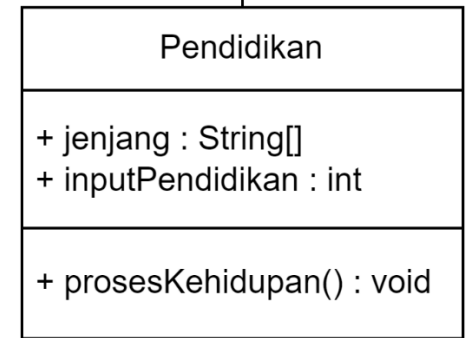 Pendidikan
+ jenjang : String[]
+ inputPendidikan : int
+ prosesKehidupan() : void